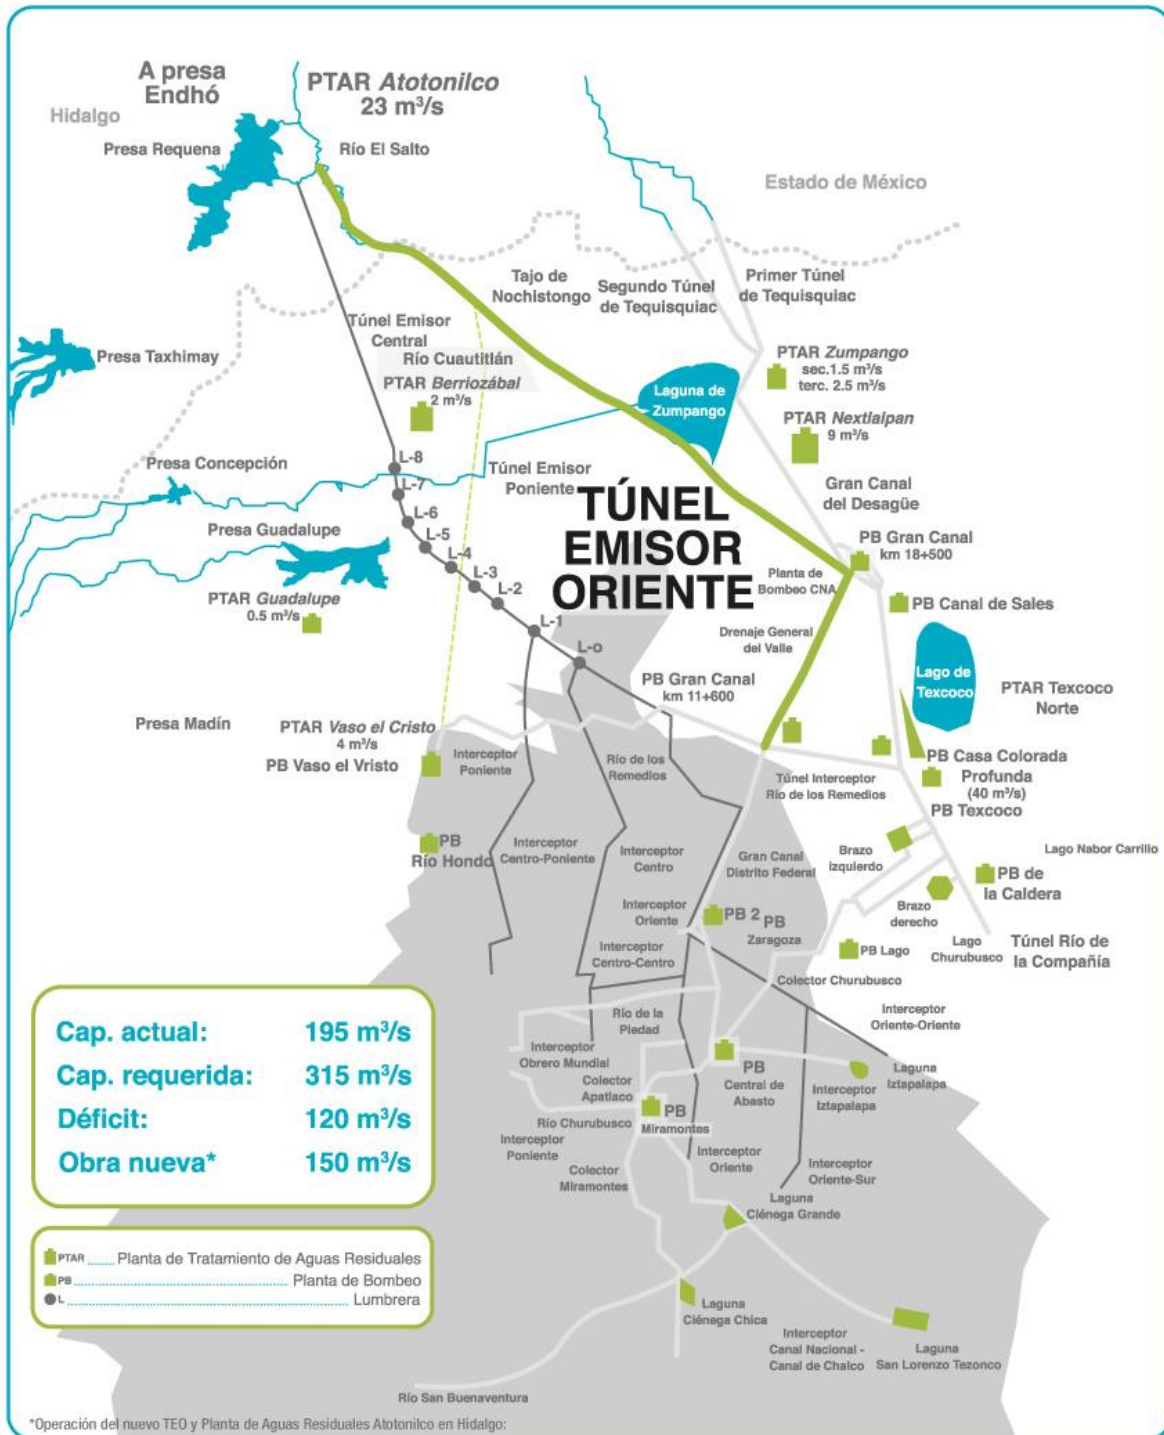 A presa
Endhó
PTAR Atotonilco
23 m³/s
Hidalgo
Presa Requena
Río El Salto
Estado de México
Tajo de
Nochistongo
Segundo Túnel
de Tequisquiac
Primer Túnel
de Tequisquiac
Túnel Emisor
Central
Río Cuautitlán
Presa Taxhimay
PTAR Berriozábal
2 m³/s
Laguna de
Zumpango
PTAR Zumpango
sec.1.5 m³/s
terc. 2.5 m³/s
PTAR Nextlalpan
9 m³/s
Presa Concepción
L-8
Túnel Emisor
Poniente
L-7
Gran Canal
del Desagüe
TÚNEL
EMISOR
ORIENTE
L-6
Presa Guadalupe
L-5
L-4
L-3
L-2
L-1
L-o
PB Gran Canal
km 18+500
Planta de
Bombeo CNA
PTAR Guadalupe
0.5 m³/s
PB Canal de Sales
Drenaje General
del Valle
Lago de
Texcoco
PB Gran Canal
km 11+600
PTAR Texcoco
Norte
Presa Madín
PTAR Vaso el Cristo
4 m³/s
PB Vaso el Vristo
Interceptor
Poniente
Río de los
Remedios
Túnel Interceptor
Río de los Remedios
PB Casa Colorada
Profunda
(40 m³/s)
PB Texcoco
PB
Río Hondo
Interceptor
Centro-Poniente
Interceptor
Centro
Gran Canal
Distrito Federal
Brazo
izquierdo
Lago Nabor Carrillo
PB de
la Caldera
Interceptor
Oriente
PB 2
PB
Zaragoza
Brazo
derecho
Interceptor
Centro-Centro
PB Lago
Lago
Churubusco
Túnel Río de
la Compañía
Colector Churubusco
Cap. actual: 195 m³/s
Cap. requerida: 315 m³/s
Déficit: 120 m³/s
Obra nueva* 150 m³/s
Río de la
Piedad
Interceptor
Oriente-Oriente
Interceptor
Obrero Mundial
Colector
Apatlaco
PB
Central de
Abasto
Interceptor
Iztapalapa
Laguna
Iztapalapa
Río Churubusco
PB
Miramontes
Interceptor
Poniente
Interceptor
Oriente
Colector
Miramontes
Interceptor
Oriente-Sur
Laguna
Ciénega Grande
PTAR Planta de Tratamiento de Aguas Residuales
PB Planta de Bombeo
L Lumbrera
Laguna
Ciénega Chica
Interceptor
Canal Nacional -
Canal de Chalco
Laguna
San Lorenzo Tezonco
Río San Buenaventura
*Operación del nuevo TEO y Planta de Aguas Residuales Atotonilco en Hidalgo: